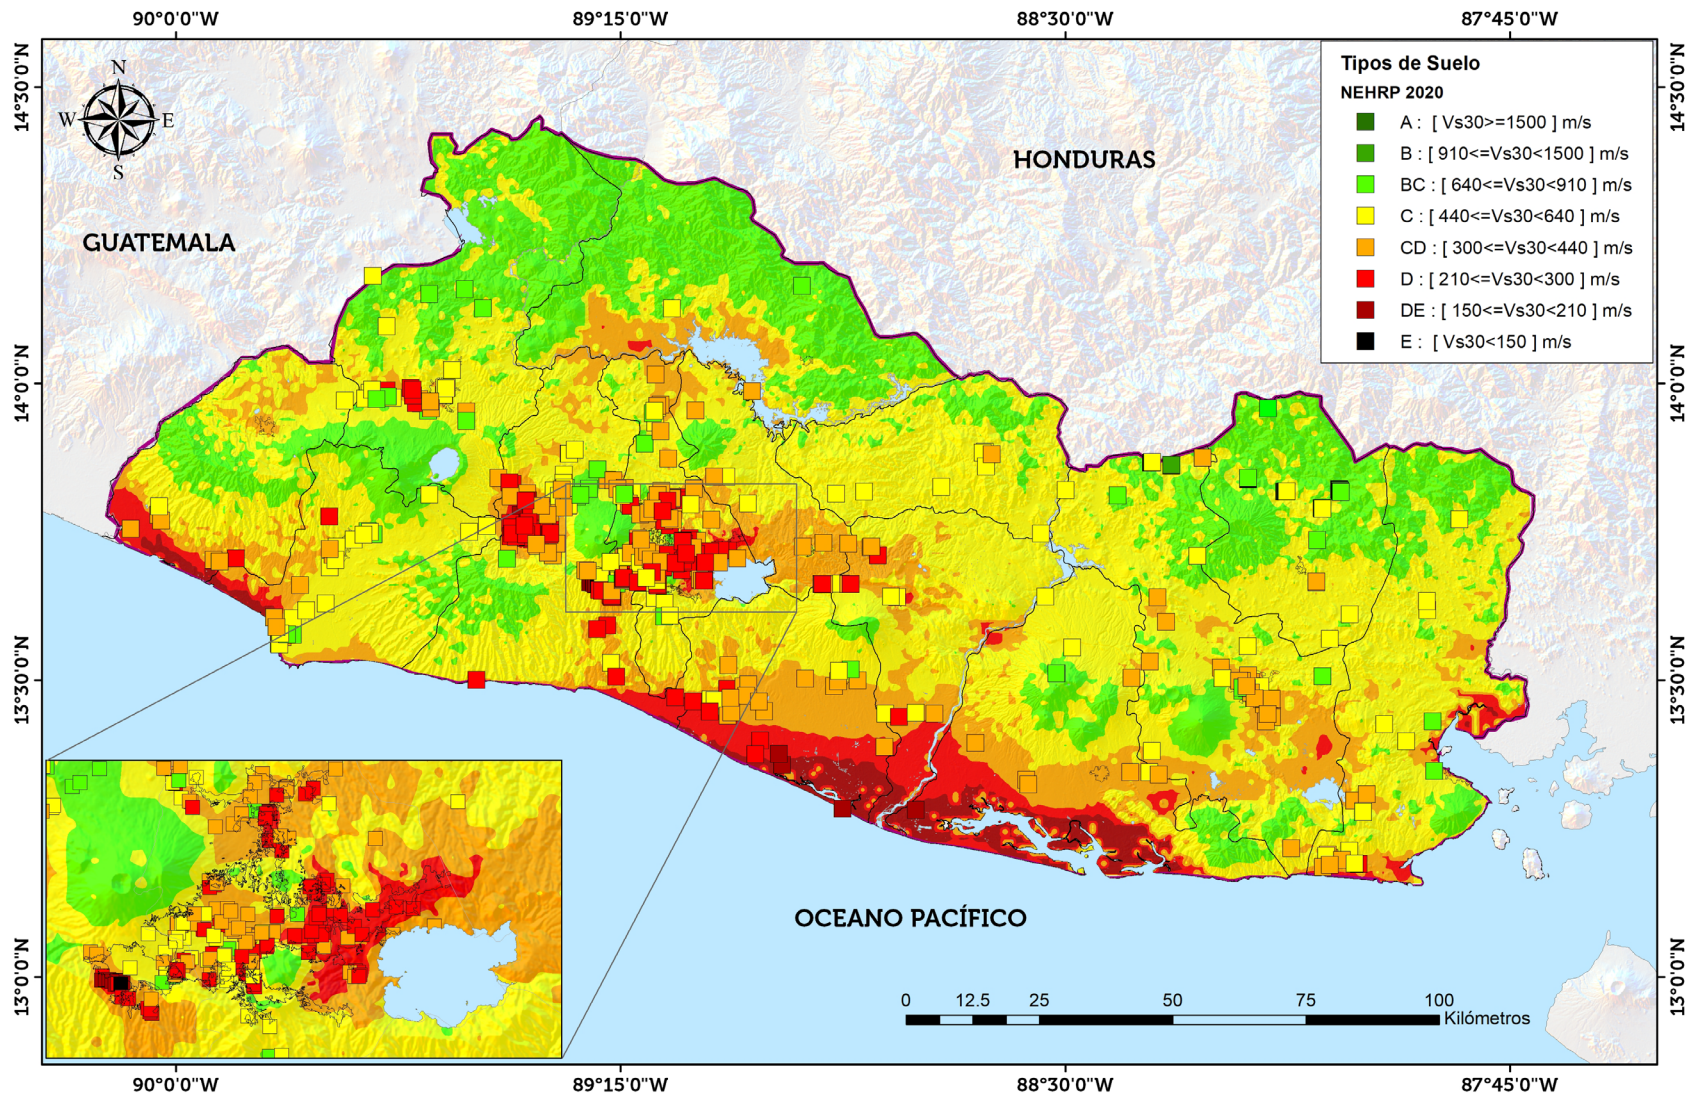 90°0'0"W 89°15'0"W 88°30'0"W 87°45'0"W
14°30'0"N 14°30'0"N
N
W E
S
Tipos de Suelo
NEHRP 2020
A : [ Vs30>=1500 ] m/s
B : [ 910<=Vs30<1500 ] m/s
BC : [ 640<=Vs30<910 ] m/s
C : [ 440<=Vs30<640 ] m/s
CD : [ 300<=Vs30<440 ] m/s
D : [ 210<=Vs30<300 ] m/s
DE : [ 150<=Vs30<210 ] m/s
E : [ Vs30<150 ] m/s
HONDURAS
GUATEMALA
14°0'0"N 14°0'0"N
13°30'0"N 13°30'0"N
OCEANO PACÍFICO
13°0'0"N 13°0'0"N
0 12.5 25 50 75 100
Kilómetros
90°0'0"W 89°15'0"W 88°30'0"W 87°45'0"W